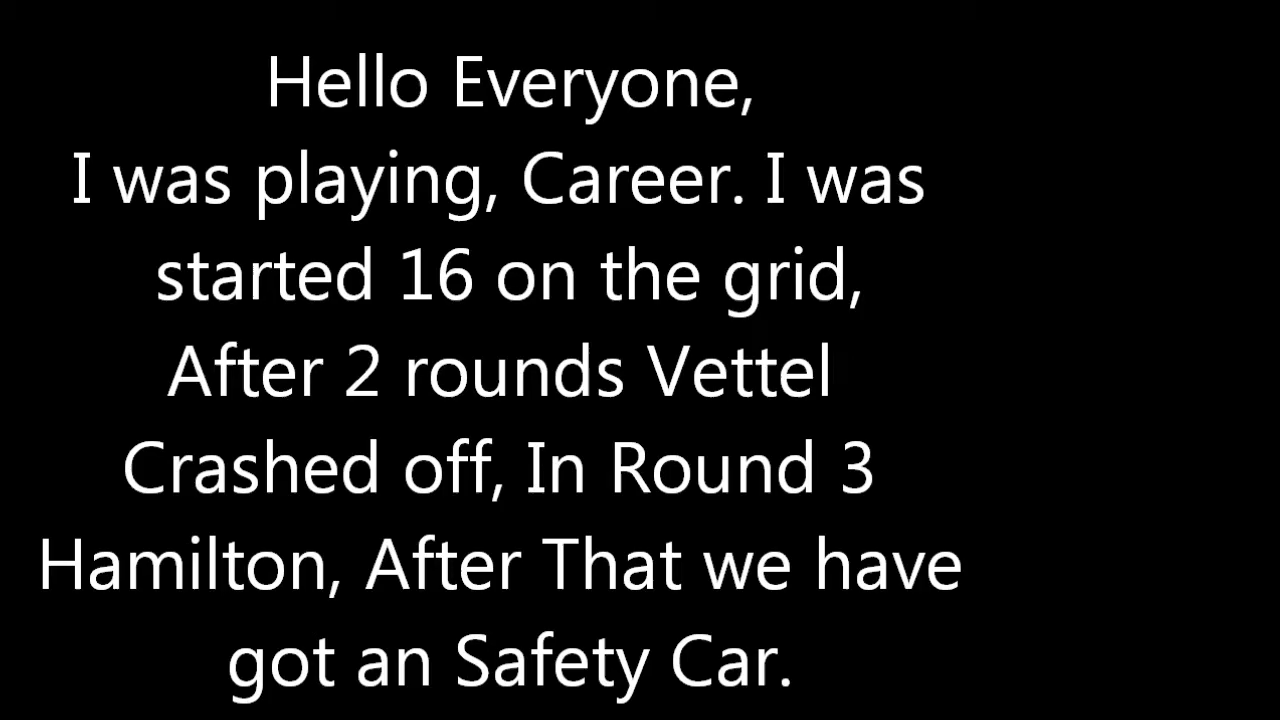 Hello Everyone,
I was playing, Career. I was
started 16 on the grid,
After 2 rounds Vettel
Crashed off, In Round 3
Hamilton, After That we have
got an Safety Car.